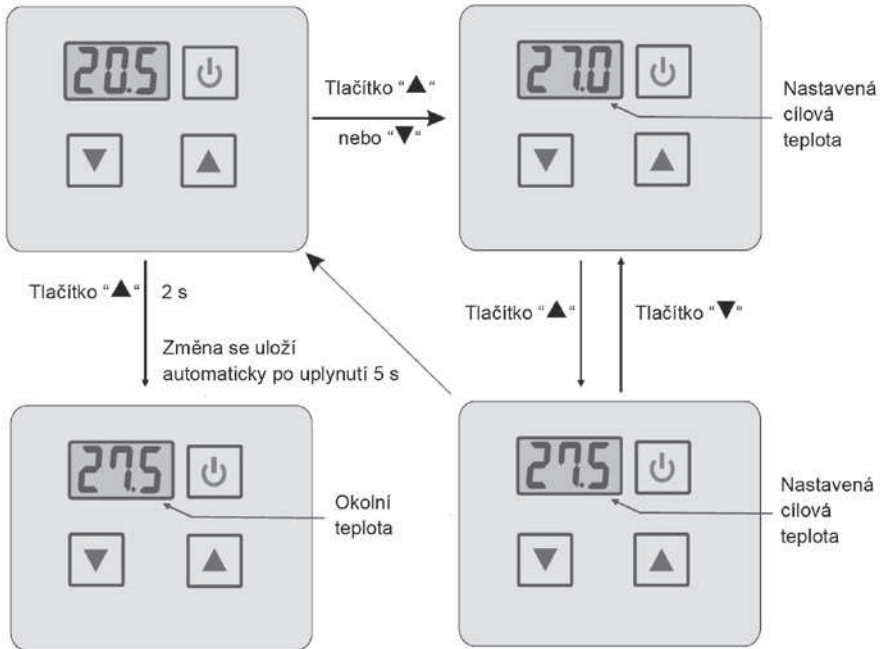 20.5
Tlačítko “▲“
nebo “▼“
27.0
Nastavená
cílová
teplota
Tlačítko “▲“
2 s
Změna se uloží
automaticky po uplynutí 5 s
Tlačítko “▲“
Tlačítko “▼“
27.5
Okolní
teplota
27.5
Nastavená
cílová
teplota